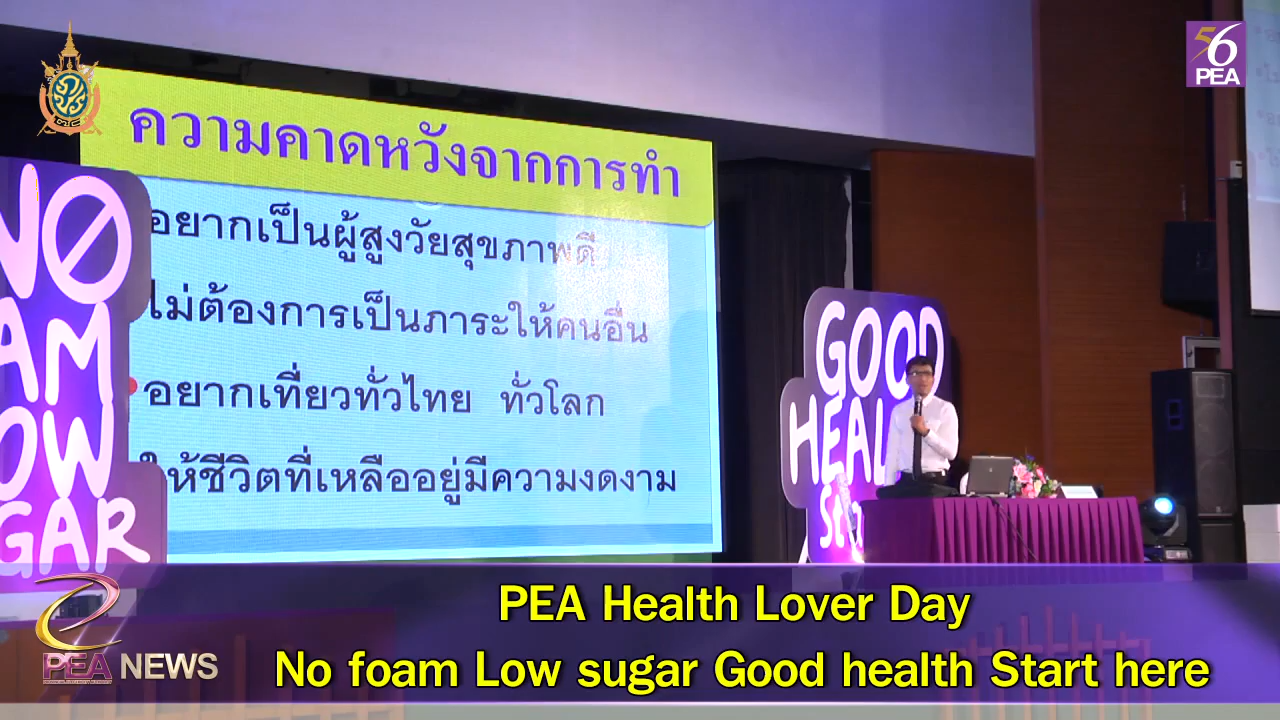 56
PEA
ความคาดหวังจากการทำ
อยากเป็นผู้สูงวัยสุขภาพดี
ไม่ต้องการเป็นภาระให้คนอื่น
อยากเที่ยวทั่วไทย ทั่วโลก
ให้ชีวิตที่เหลืออยู่มีความงดงาม
NO
AM
OW
GAR
GOOD
HEAL
PEA Health Lover Day
No foam Low sugar Good health Start here
PEA NEWS